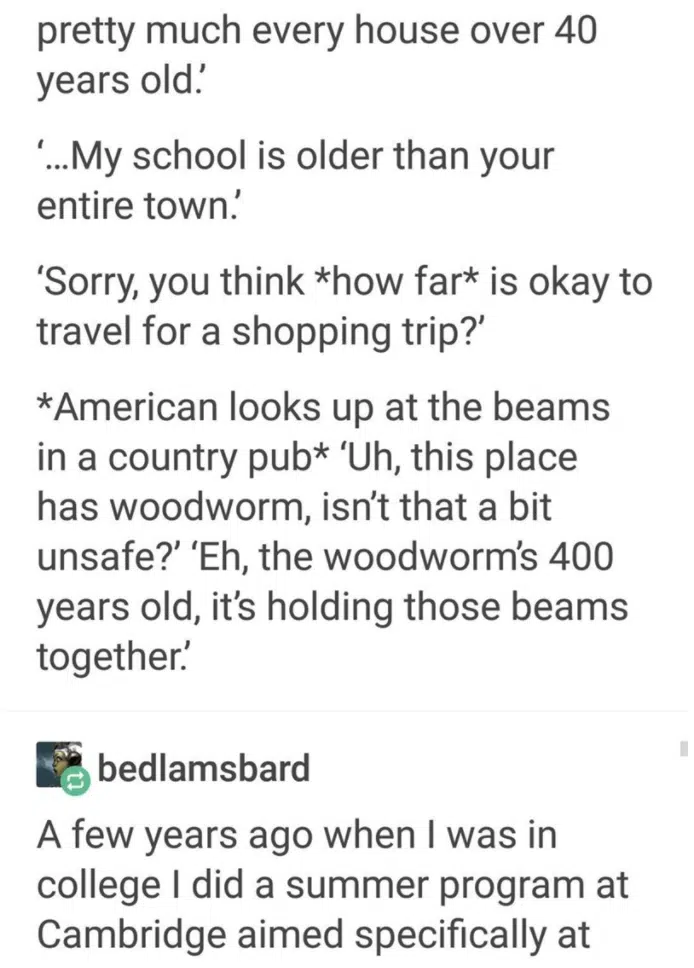 pretty much every house over 40
years old.’
‘...My school is older than your
entire town.’
‘Sorry, you think *how far* is okay to
travel for a shopping trip?’
*American looks up at the beams
in a country pub* ‘Uh, this place
has woodworm, isn’t that a bit
unsafe?’ ‘Eh, the woodworm’s 400
years old, it’s holding those beams
together.’
bedlamsbard
A few years ago when I was in
college I did a summer program at
Cambridge aimed specifically at